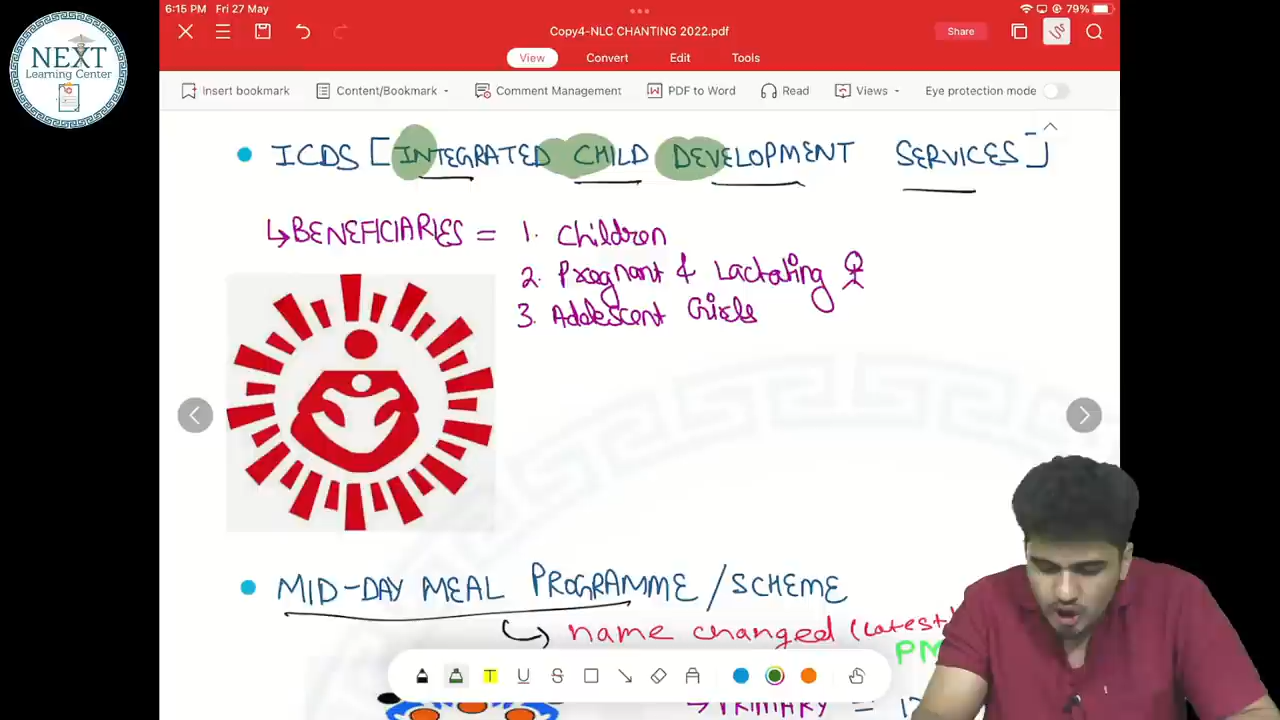 6:15 PM Fri 27 May
79%
NEXT
Learning Center
Copy4-NLC CHANTING 2022.pdf
Share
View Convert Edit Tools
Insert bookmark Content/Bookmark Comment Management PDF to Word Read Views Eye protection mode
• ICDS [INTEGRATED CHILD DEVELOPMENT SERVICES]
↳BENEFICIARIES = 1. Children
2. Pregnant & Lactating
3. Adolescent Girls
• MID-DAY MEAL PROGRAMME / SCHEME
name changed (Latest)
PM
T U S
↳ PRIMARY =